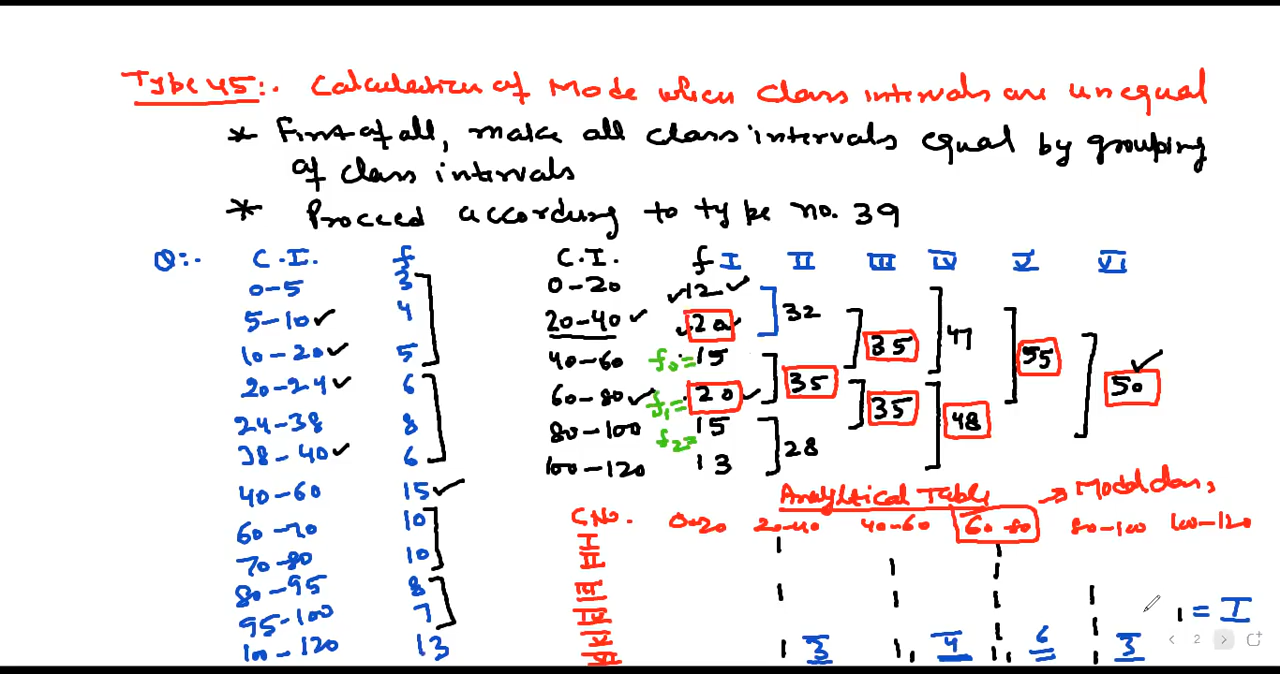 Type 45:. Calculation of Mode when class intervals are unequal
* First of all, make all class intervals equal by grouping
of class intervals
* Proceed according to type no. 39
Q:. C.I. f C.I. f I II III IV V VI
0-5 3 0-20 12 32
5-10 4 20-40 20 35 47
10-20 5 40-60 f₀= 15 55
20-24 6 60-80 f₁= 20 35 35 50
24-38 8 80-100 f₂= 15 48
38-40 6 100-120 13 28
40-60 15 Analytical Table → Modal class
60-70 10 C.No. 0-20 20-40 40-60 60-80 80-100 100-120
70-80 10 I
80-95 8 II
95-100 7 1 = I
100-120 13 3 4 6 3